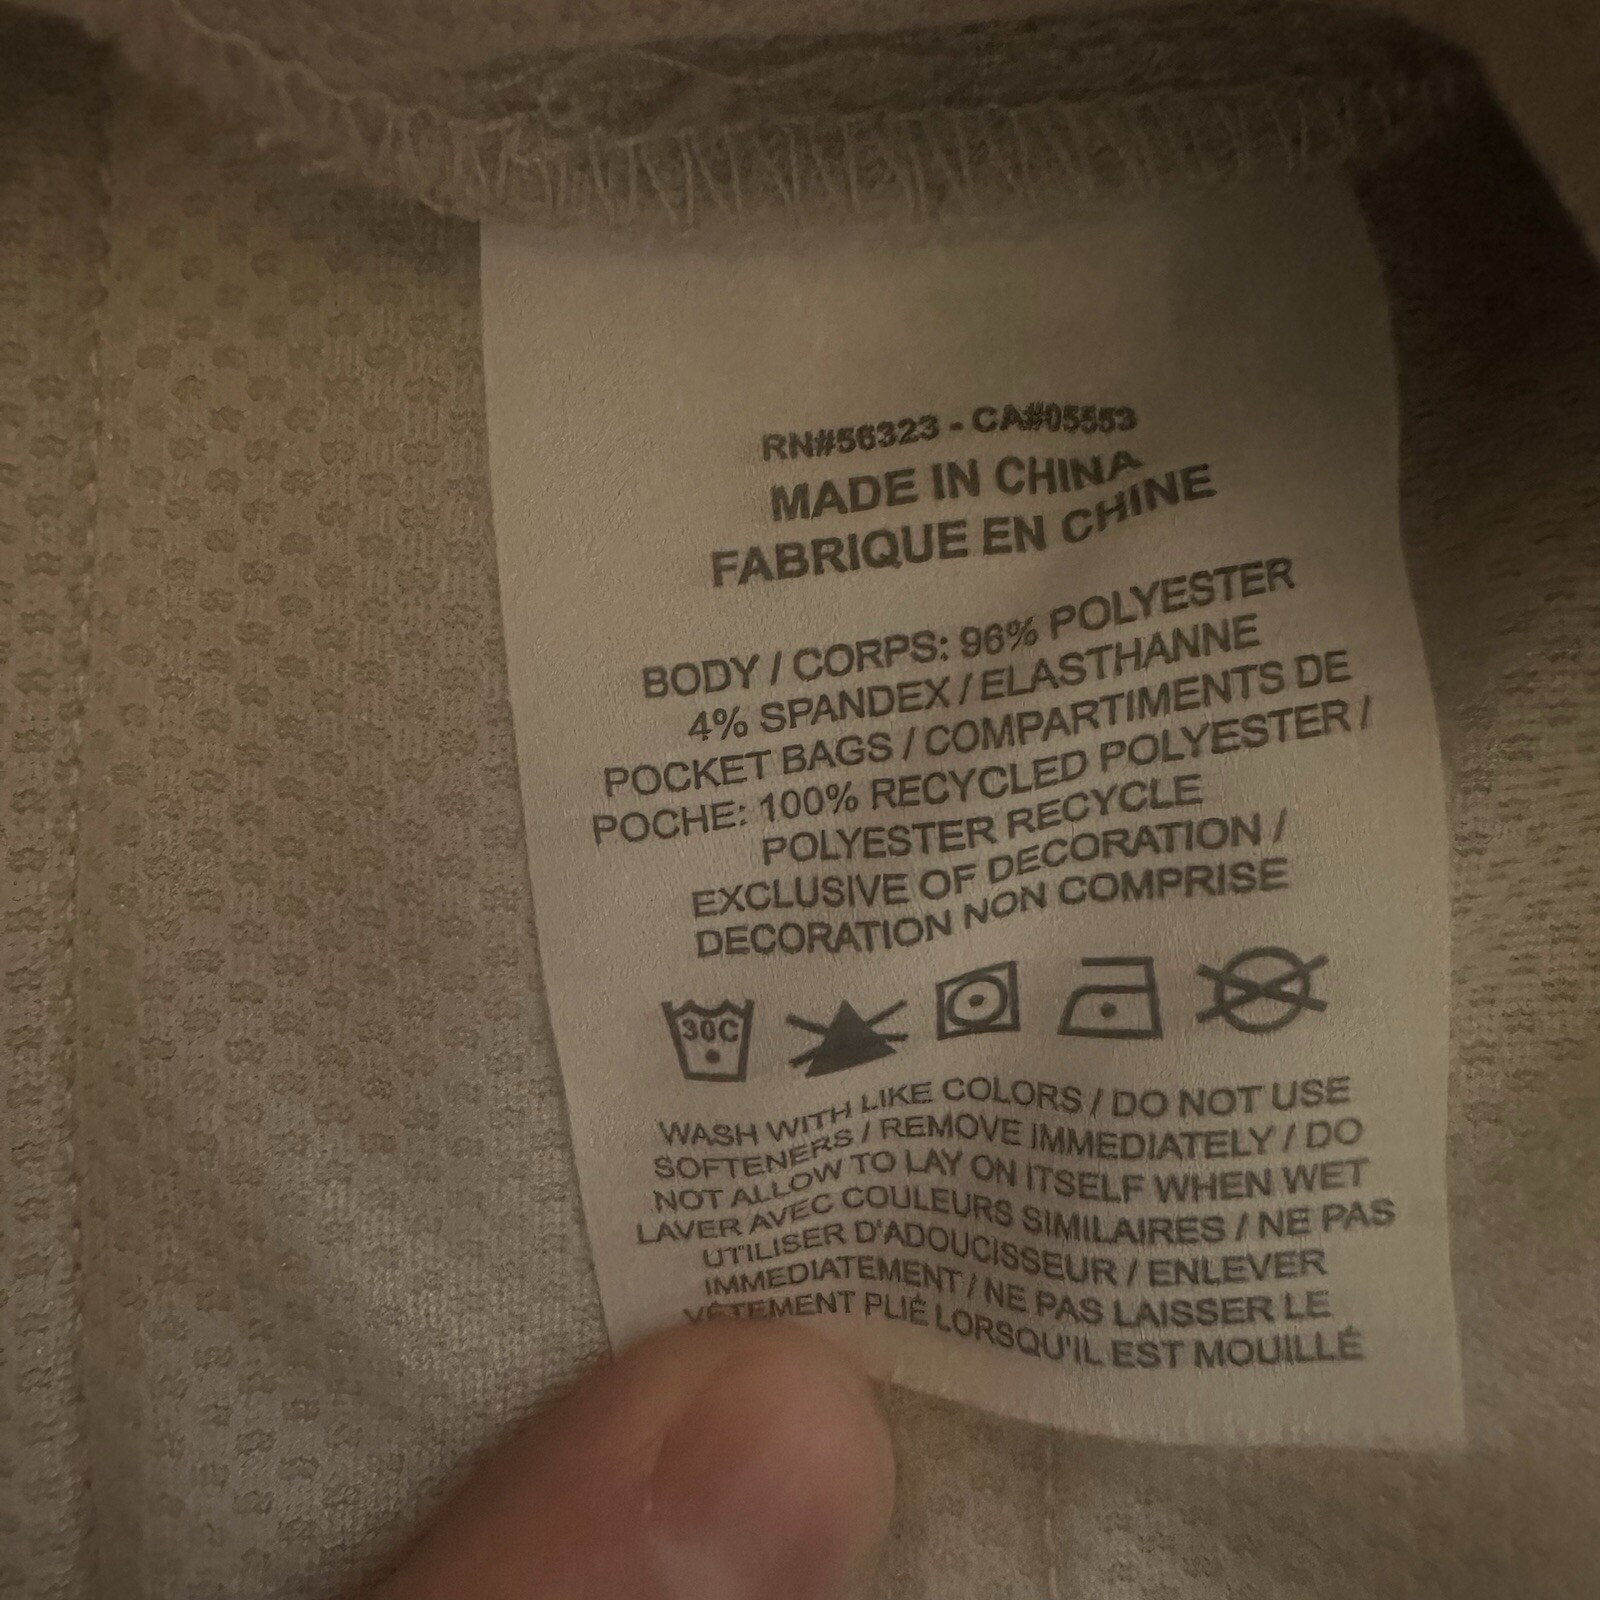 RN#56323 - CA#05553
MADE IN CHINA
FABRIQUE EN CHINE
BODY / CORPS: 96% POLYESTER
4% SPANDEX / ELASTHANNE
POCKET BAGS / COMPARTIMENTS DE
POCHE: 100% RECYCLED POLYESTER /
POLYESTER RECYCLE
EXCLUSIVE OF DECORATION /
DECORATION NON COMPRISE
30C
WASH WITH LIKE COLORS / DO NOT USE
SOFTENERS / REMOVE IMMEDIATELY / DO
NOT ALLOW TO LAY ON ITSELF WHEN WET
LAVER AVEC COULEURS SIMILAIRES / NE PAS
UTILISER D'ADOUCISSEUR / ENLEVER
IMMEDIATEMENT / NE PAS LAISSER LE
VÊTEMENT PLIÉ LORSQU'IL EST MOUILLÉ